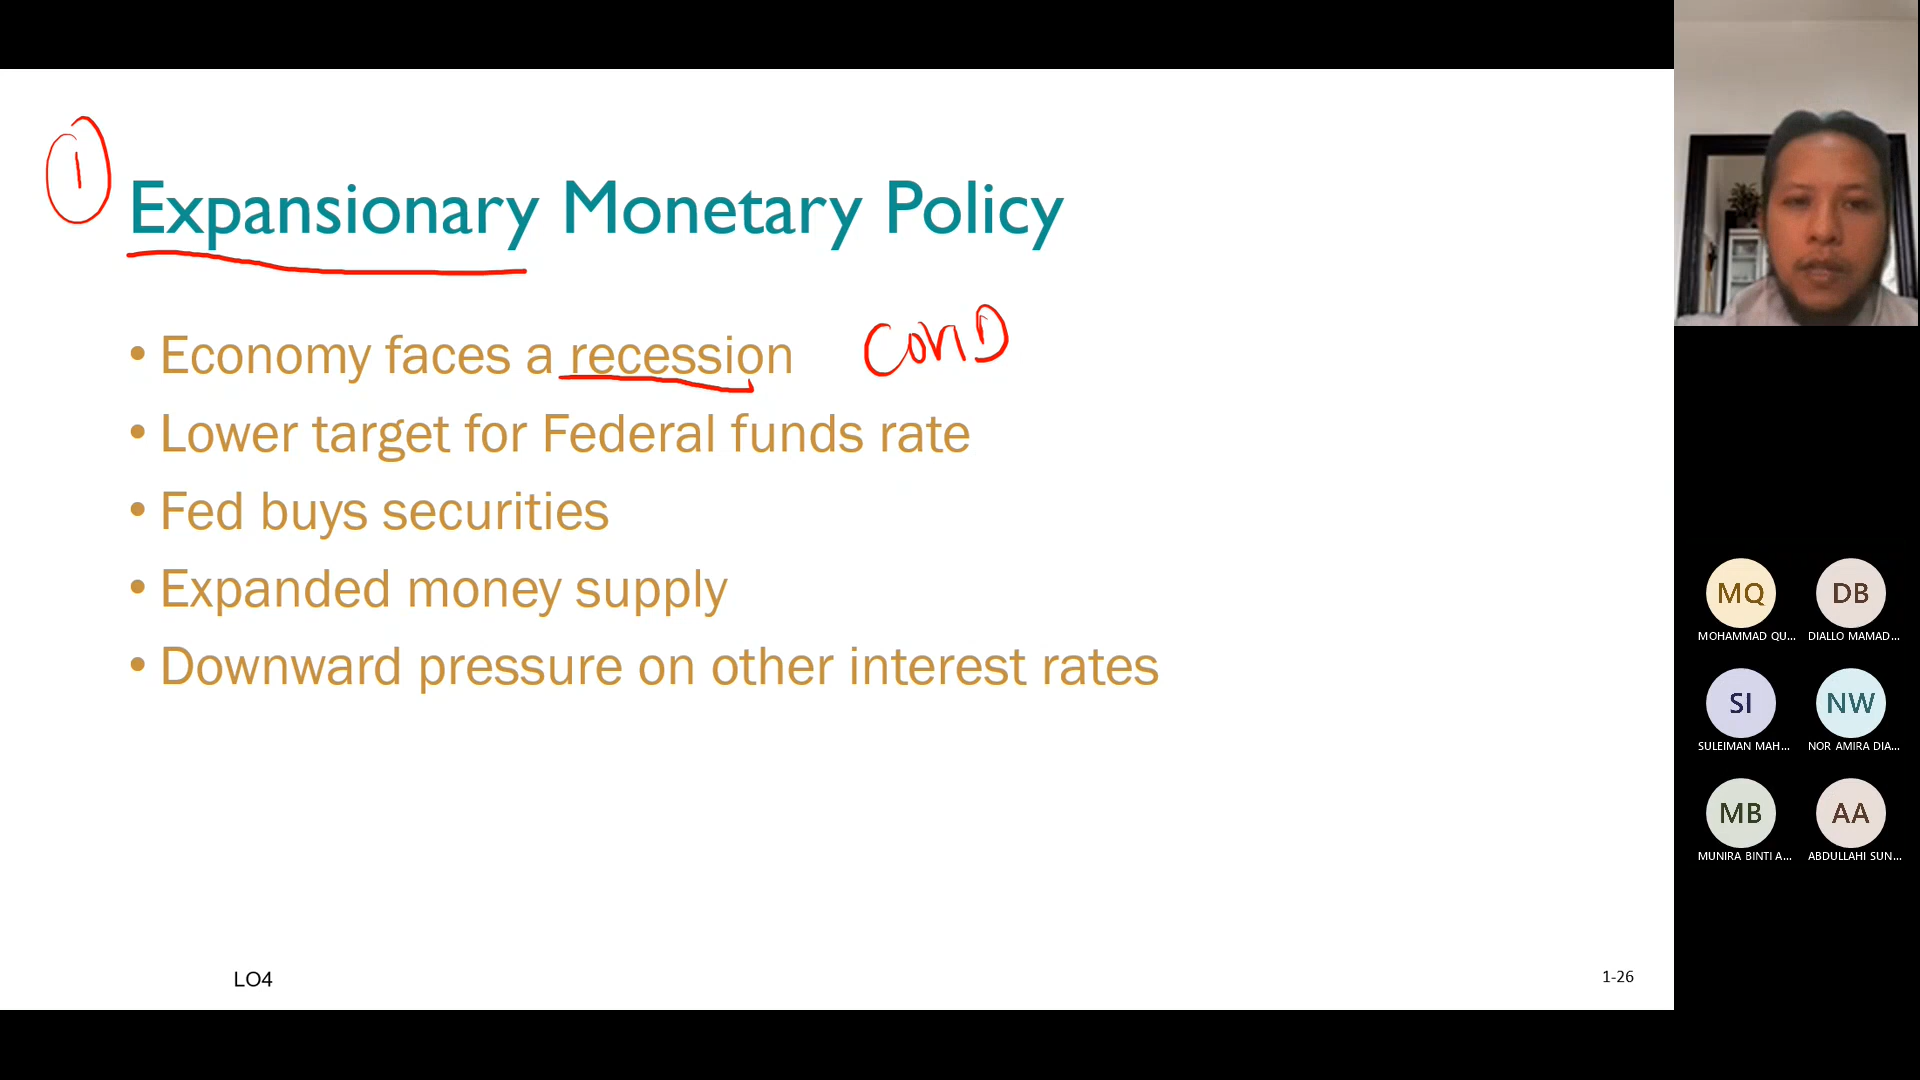 1
Expansionary Monetary Policy
• Economy faces a recession COVID
• Lower target for Federal funds rate
• Fed buys securities
• Expanded money supply
• Downward pressure on other interest rates
LO4
1-26
MQ DB
MOHAMMAD QU... DIALLO MAMAD...
SI NW
SULEIMAN MAH... NOR AMIRA DIA...
MB AA
MUNIRA BINTI A... ABDULLAHI SUN...